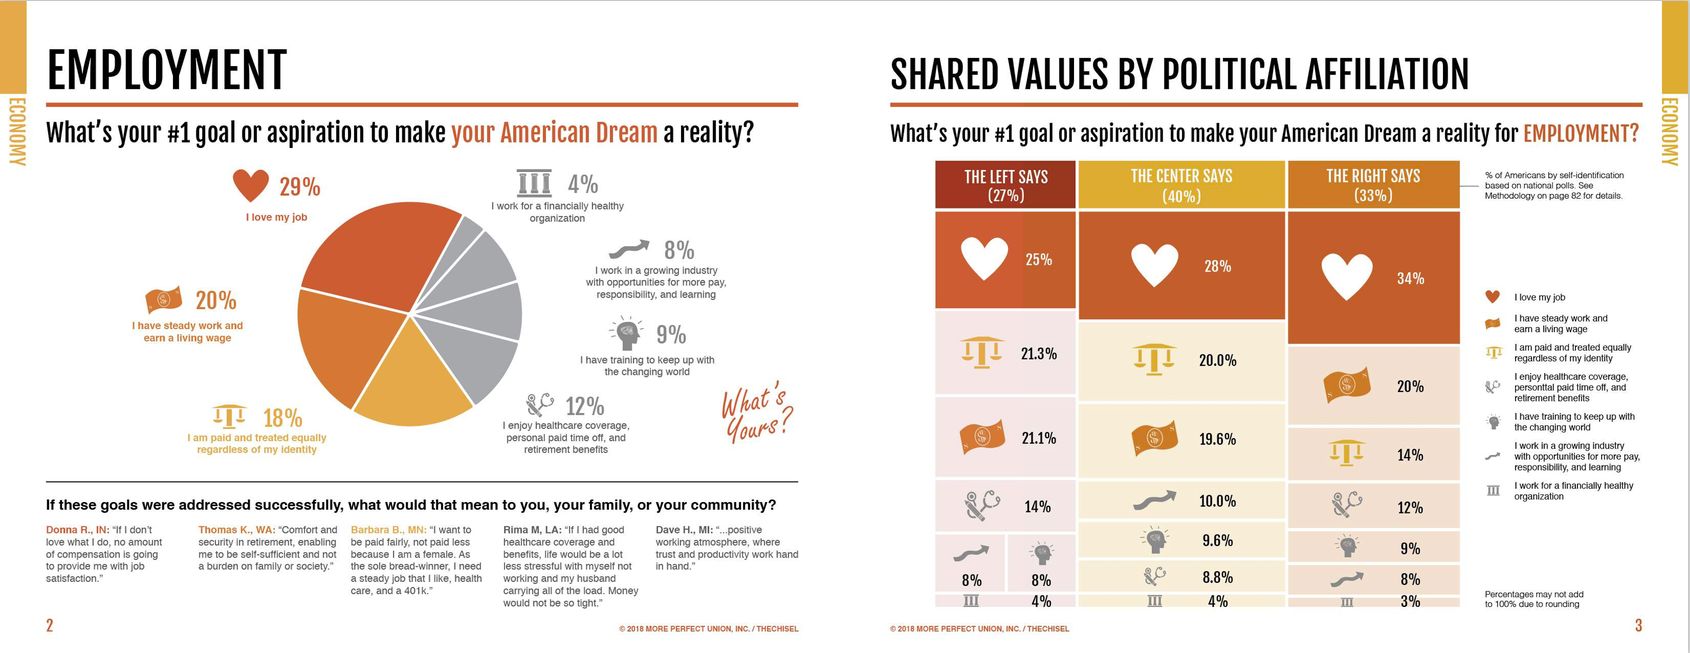 ECONOMY
EMPLOYMENT
What's your #1 goal or aspiration to make your American Dream a reality?
29%
I love my job
20%
I have steady work and
earn a living wage
18%
I am paid and treated equally
regardless of my identity
4%
I work for a financially healthy
organization
8%
I work in a growing industry
with opportunities for more pay,
responsibility, and learning
9%
I have training to keep up with
the changing world
12%
I enjoy healthcare coverage,
personal paid time off, and
retirement benefits
What's
Yours?
If these goals were addressed successfully, what would that mean to you, your family, or your community?
Donna R., IN: “If I don’t
love what I do, no amount
of compensation is going
to provide me with job
satisfaction.”
Thomas K., WA: “Comfort and
security in retirement, enabling
me to be self-sufficient and not
a burden on family or society.”
Barbara B., MN: “I want to
be paid fairly, not paid less
because I am a female. As
the sole bread-winner, I need
a steady job that I like, health
care, and a 401k.”
Rima M, LA: “If I had good
healthcare coverage and
benefits, life would be a lot
less stressful with myself not
working and my husband
carrying all of the load. Money
would not be so tight.”
Dave H., MI: “...positive
working atmosphere, where
trust and productivity work hand
in hand.”
2
© 2018 MORE PERFECT UNION, INC. / THECHISEL
SHARED VALUES BY POLITICAL AFFILIATION
ECONOMY
What's your #1 goal or aspiration to make your American Dream a reality for EMPLOYMENT?
THE LEFT SAYS
(27%)
25%
21.3%
21.1%
14%
8%
8%
4%
THE CENTER SAYS
(40%)
28%
20.0%
19.6%
10.0%
9.6%
8.8%
4%
THE RIGHT SAYS
(33%)
34%
20%
14%
12%
9%
8%
3%
% of Americans by self-identification
based on national polls. See
Methodology on page 82 for details.
I love my job
I have steady work and
earn a living wage
I am paid and treated equally
regardless of my identity
I enjoy healthcare coverage,
personttal paid time off, and
retirement benefits
I have training to keep up with
the changing world
I work in a growing industry
with opportunities for more pay,
responsibility, and learning
I work for a financially healthy
organization
Percentages may not add
to 100% due to rounding
© 2018 MORE PERFECT UNION, INC. / THECHISEL
3